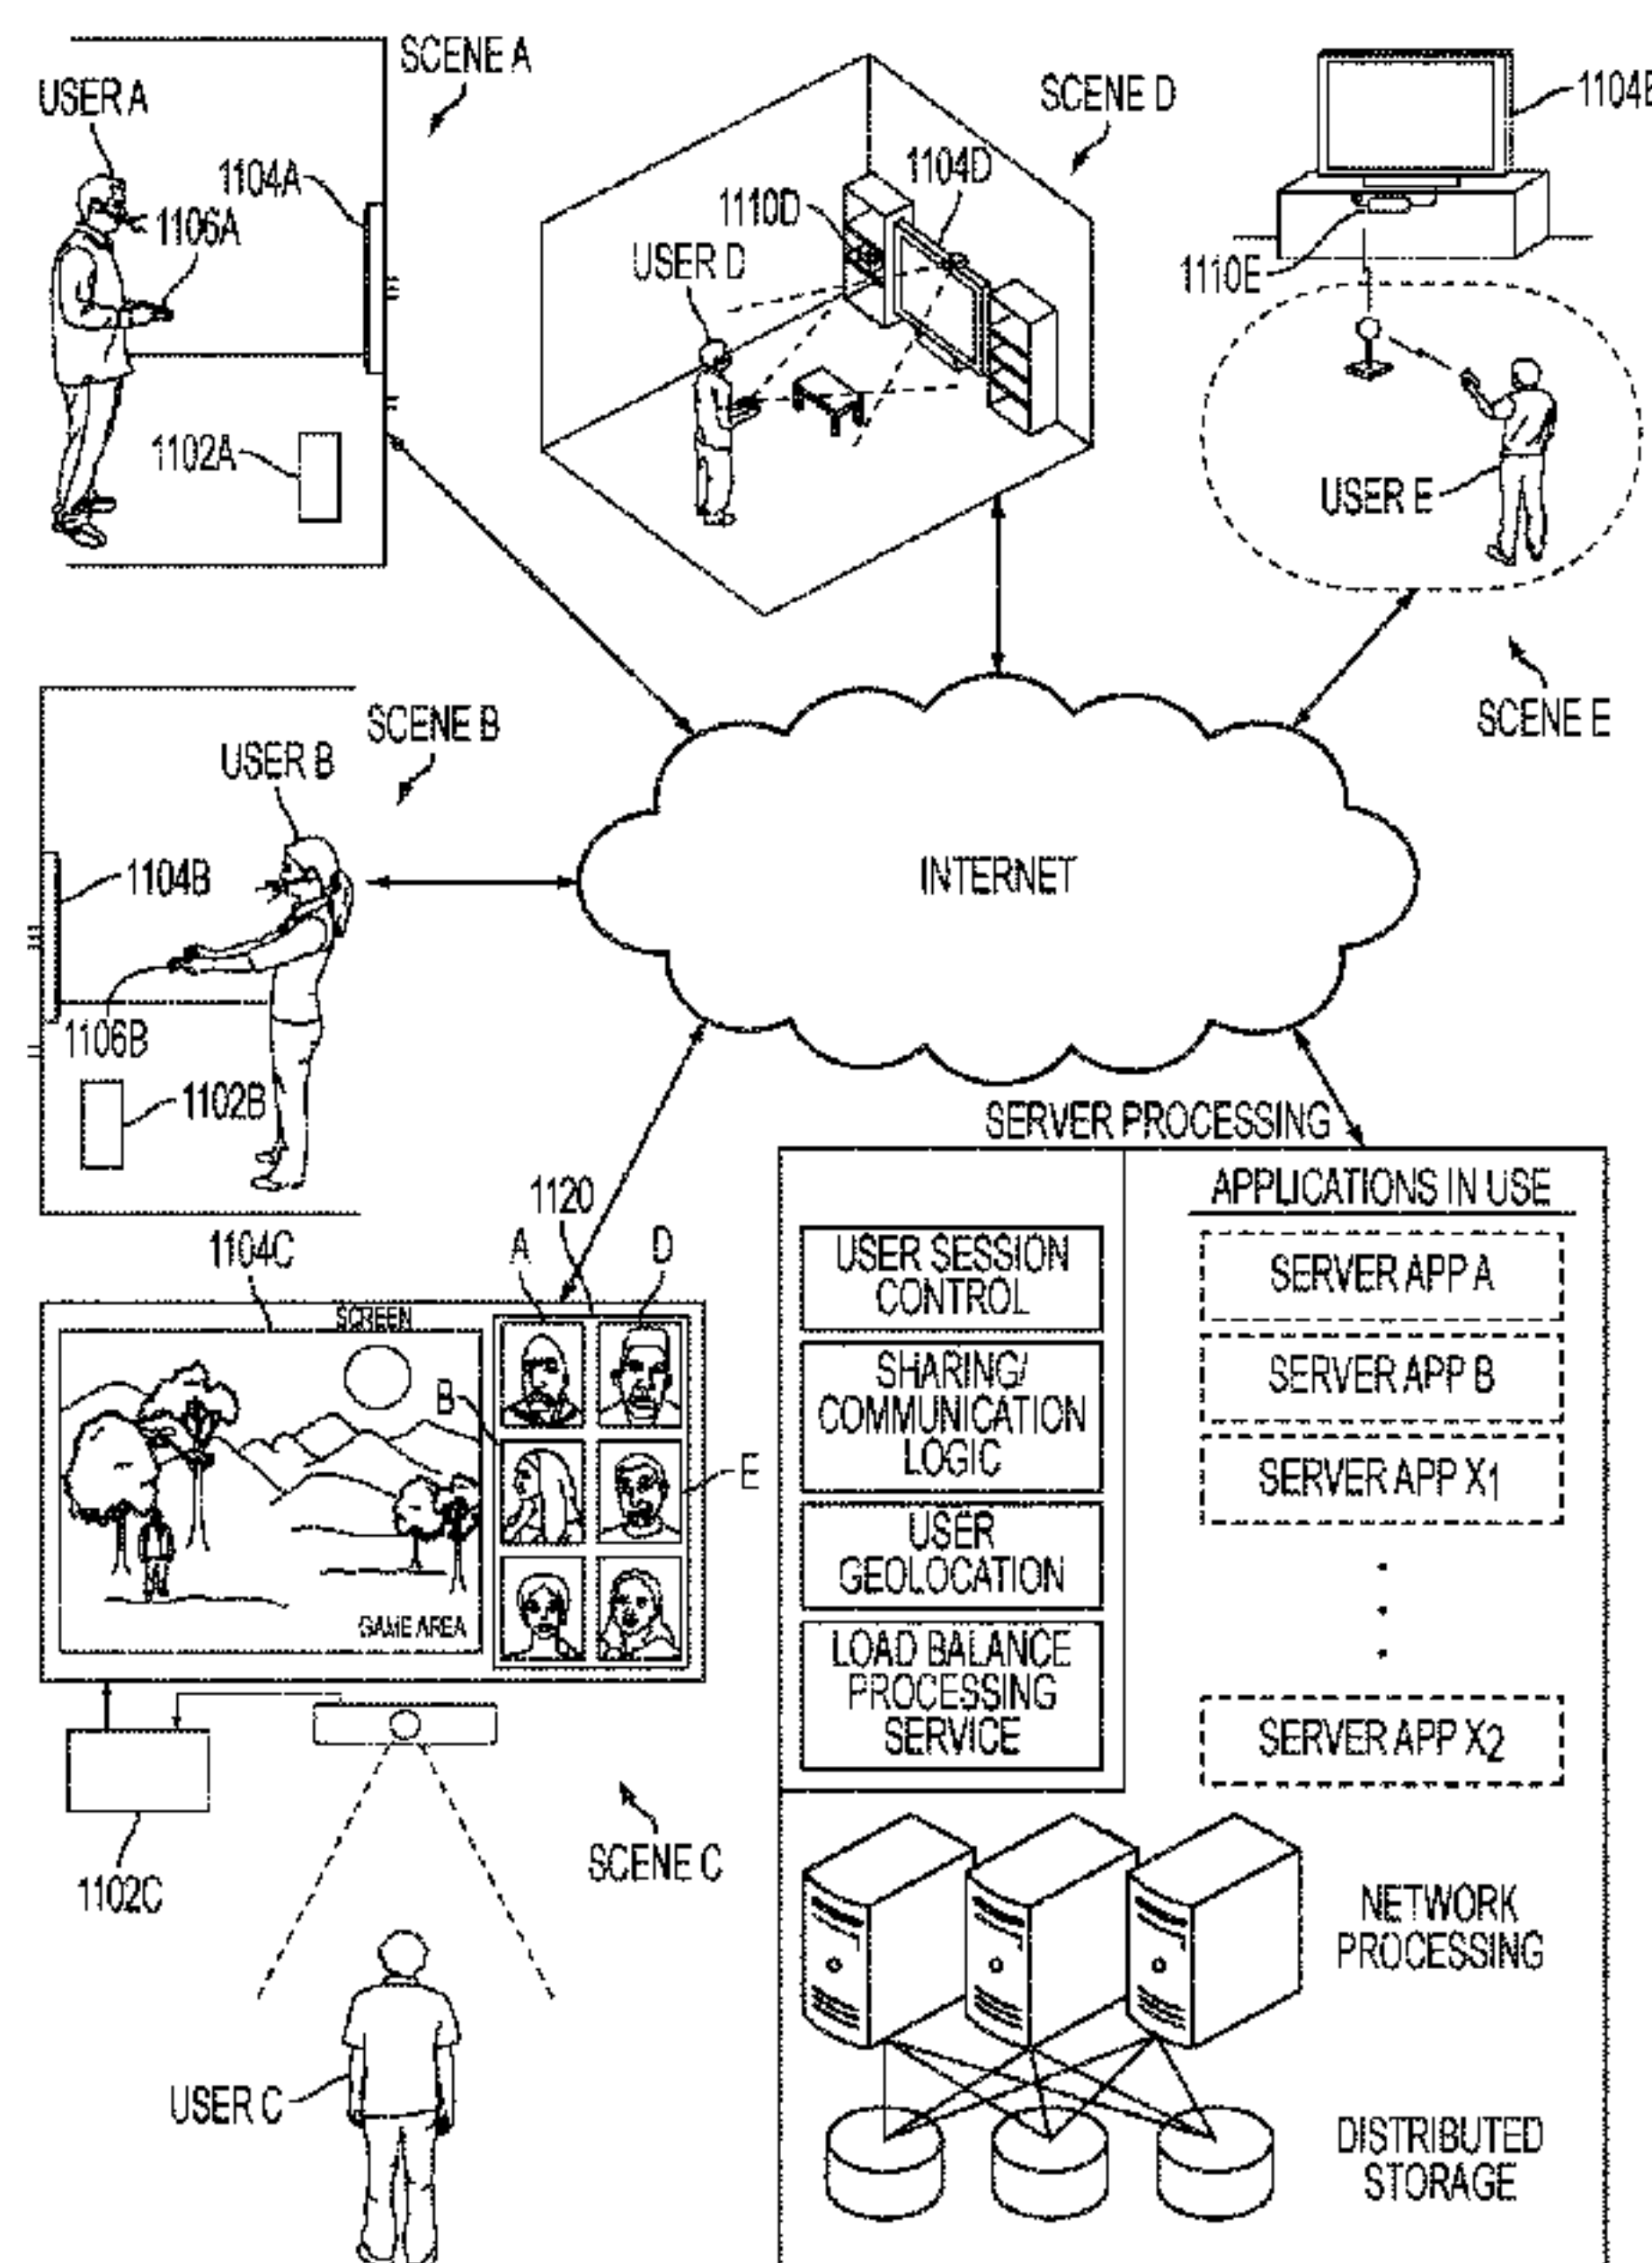 SCENE A
USER A
1104A
1106A
1102A
SCENE D
1104D
1110D
USER D
1104E
1110E
USER E
SCENE E
SCENE B
USER B
1104B
1106B
1102B
INTERNET
SERVER PROCESSING
1120
A
D
1104C
SCREEN
B
E
GAME AREA
1102C
SCENE C
USER C
USER SESSION
CONTROL
SHARING/
COMMUNICATION
LOGIC
USER
GEOLOCATION
LOAD BALANCE
PROCESSING
SERVICE
APPLICATIONS IN USE
SERVER APP A
SERVER APP B
SERVER APP X1
SERVER APP X2
NETWORK
PROCESSING
DISTRIBUTED
STORAGE